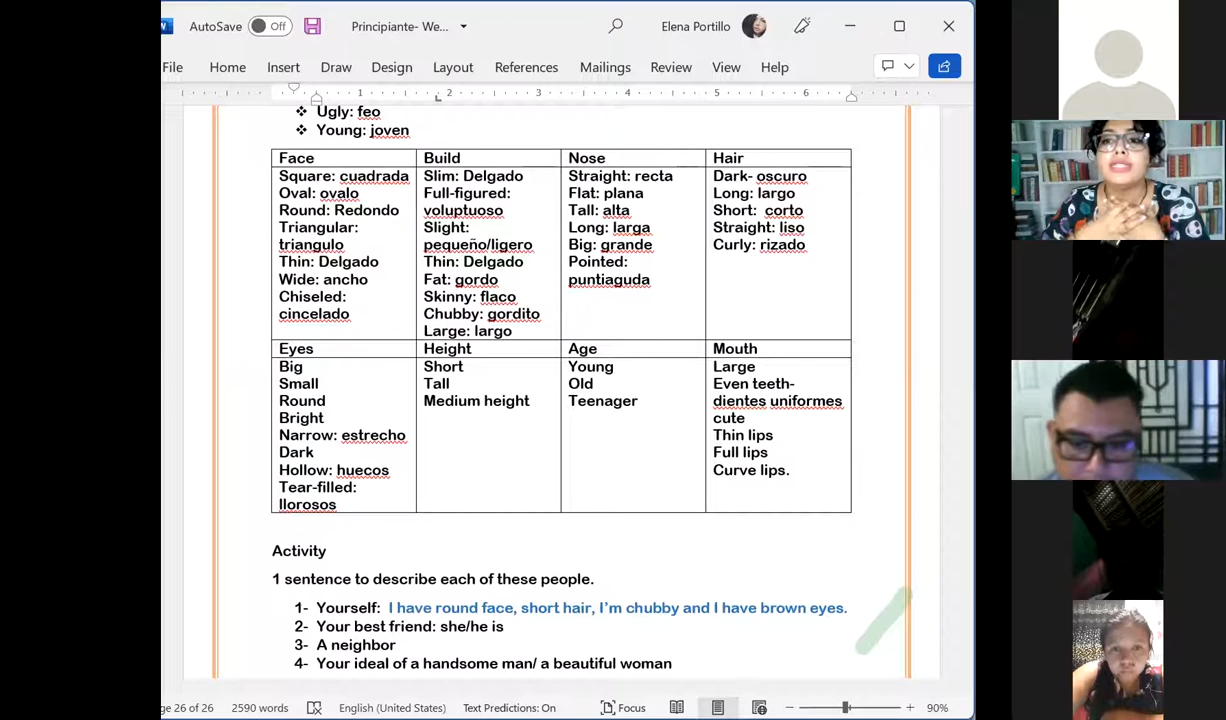 AutoSave Off Principiante- We... Elena Portillo
File Home Insert Draw Design Layout References Mailings Review View Help
1 2 3 4 5 6
❖ Ugly: feo
❖ Young: joven
Face Build Nose Hair
Square: cuadrada
Oval: ovalo
Round: Redondo
Triangular:
triangulo
Thin: Delgado
Wide: ancho
Chiseled:
cincelado
Slim: Delgado
Full-figured:
voluptuoso
Slight:
pequeño/ligero
Thin: Delgado
Fat: gordo
Skinny: flaco
Chubby: gordito
Large: largo
Straight: recta
Flat: plana
Tall: alta
Long: larga
Big: grande
Pointed:
puntiaguda
Dark- oscuro
Long: largo
Short: corto
Straight: liso
Curly: rizado
Eyes Height Age Mouth
Big
Small
Round
Bright
Narrow: estrecho
Dark
Hollow: huecos
Tear-filled:
llorosos
Short
Tall
Medium height
Young
Old
Teenager
Large
Even teeth-
dientes uniformes
cute
Thin lips
Full lips
Curve lips.
Activity
1 sentence to describe each of these people.
1- Yourself: I have round face, short hair, I'm chubby and I have brown eyes.
2- Your best friend: she/he is
3- A neighbor
4- Your ideal of a handsome man/ a beautiful woman
Page 26 of 26 2590 words English (United States) Text Predictions: On Focus 90%